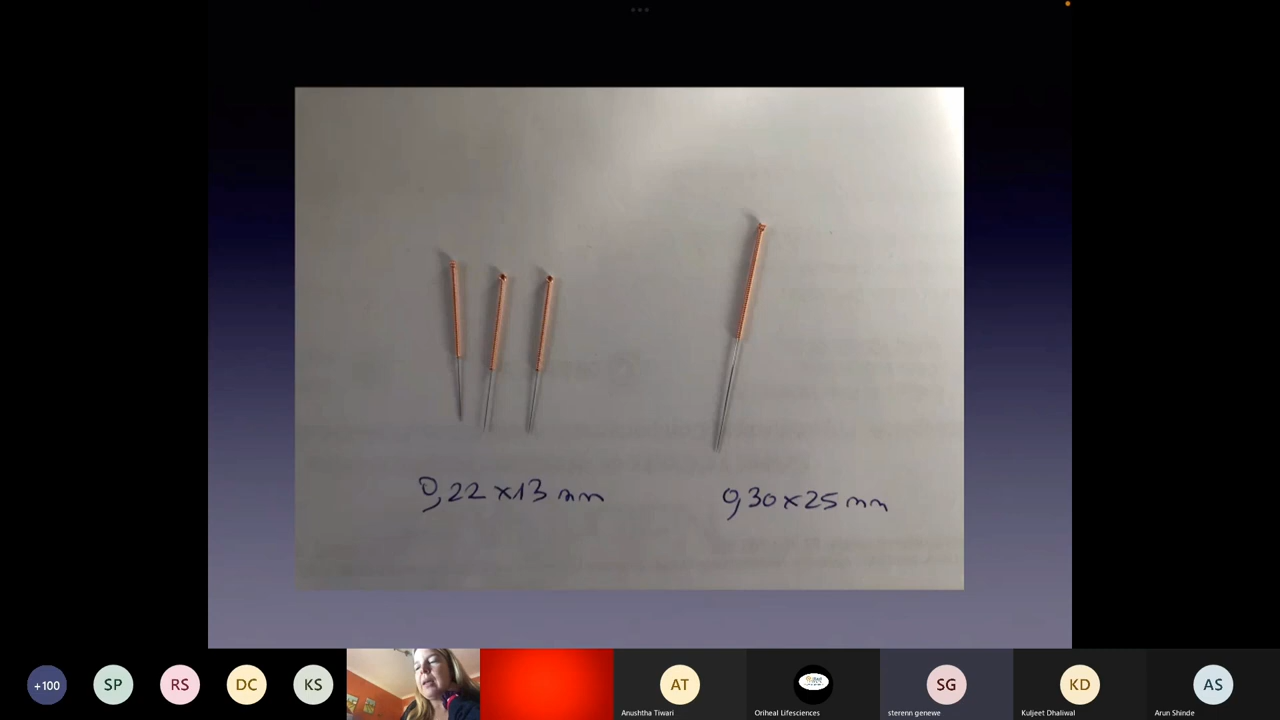 0,22 x 13 mm
0,30 x 25 mm
+100
SP
RS
DC
KS
AT
Anushtha Tiwari
Oriheal Lifesciences
SG
sterenn genewe
KD
Kuljeet Dhaliwal
AS
Arun Shinde